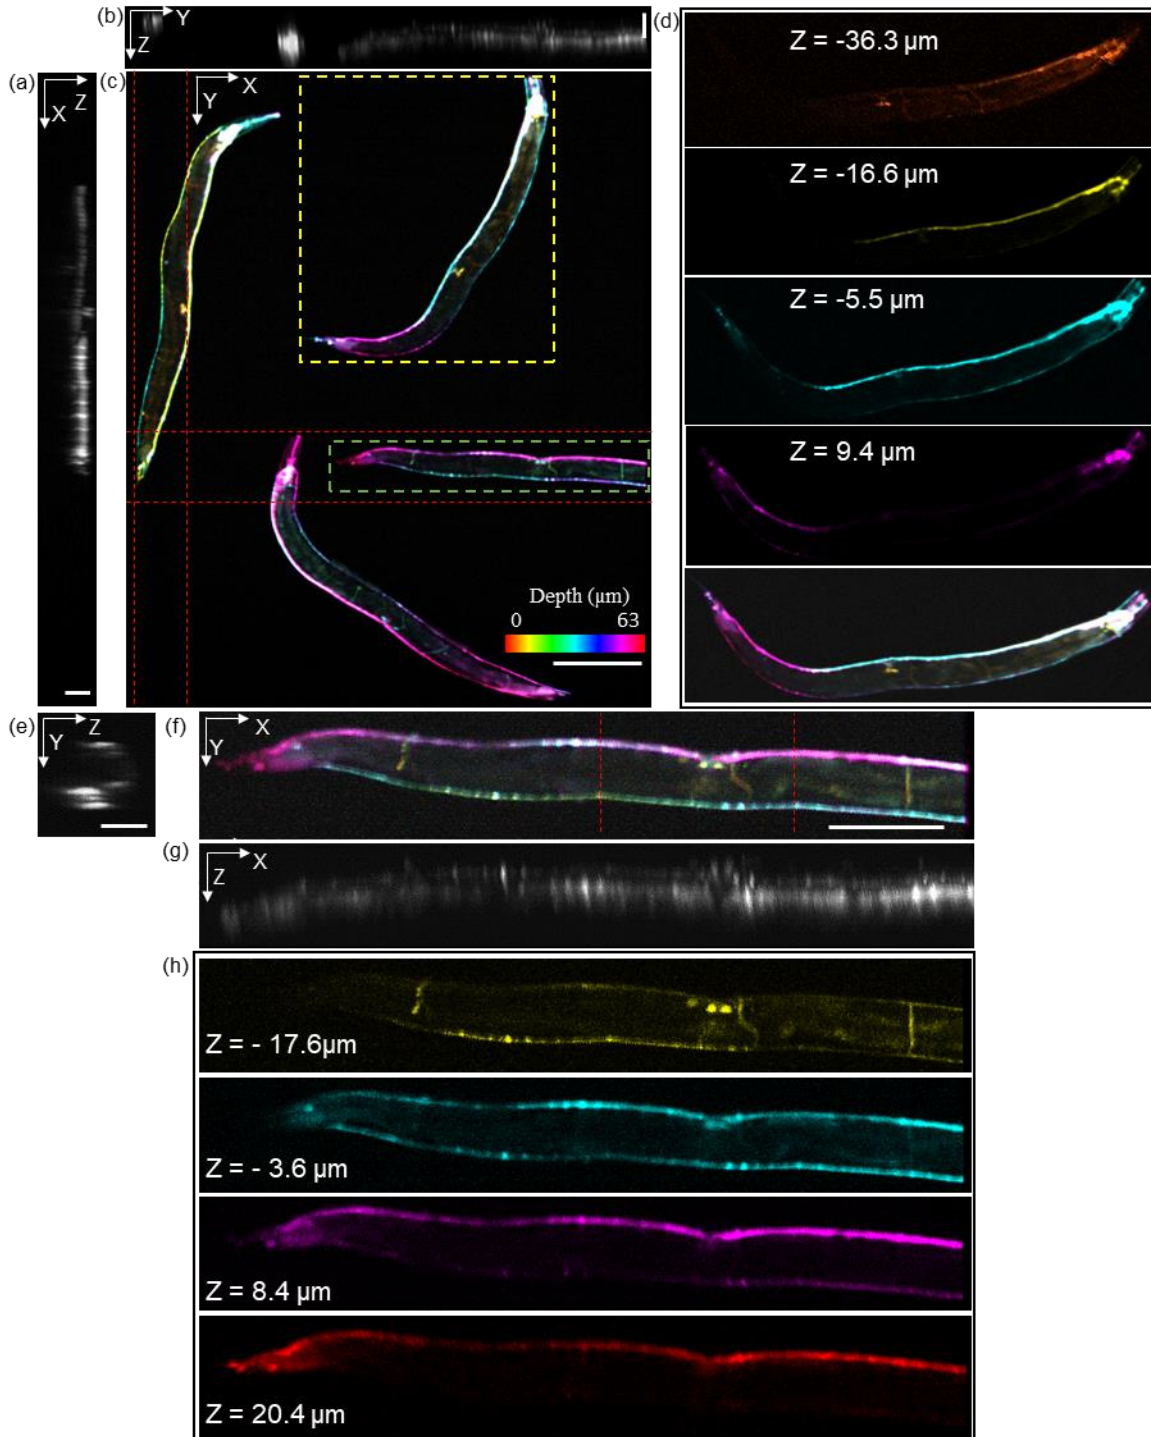 (b)
Y
Z
(d)
Z = -36.3 µm
(a)
Z
X
(c)
X
Y
Z = -16.6 µm
Z = -5.5 µm
Z = 9.4 µm
Depth (µm)
0 63
(e)
Z
Y
(f)
X
Y
(g)
X
Z
(h)
Z = - 17.6µm
Z = - 3.6 µm
Z = 8.4 µm
Z = 20.4 µm